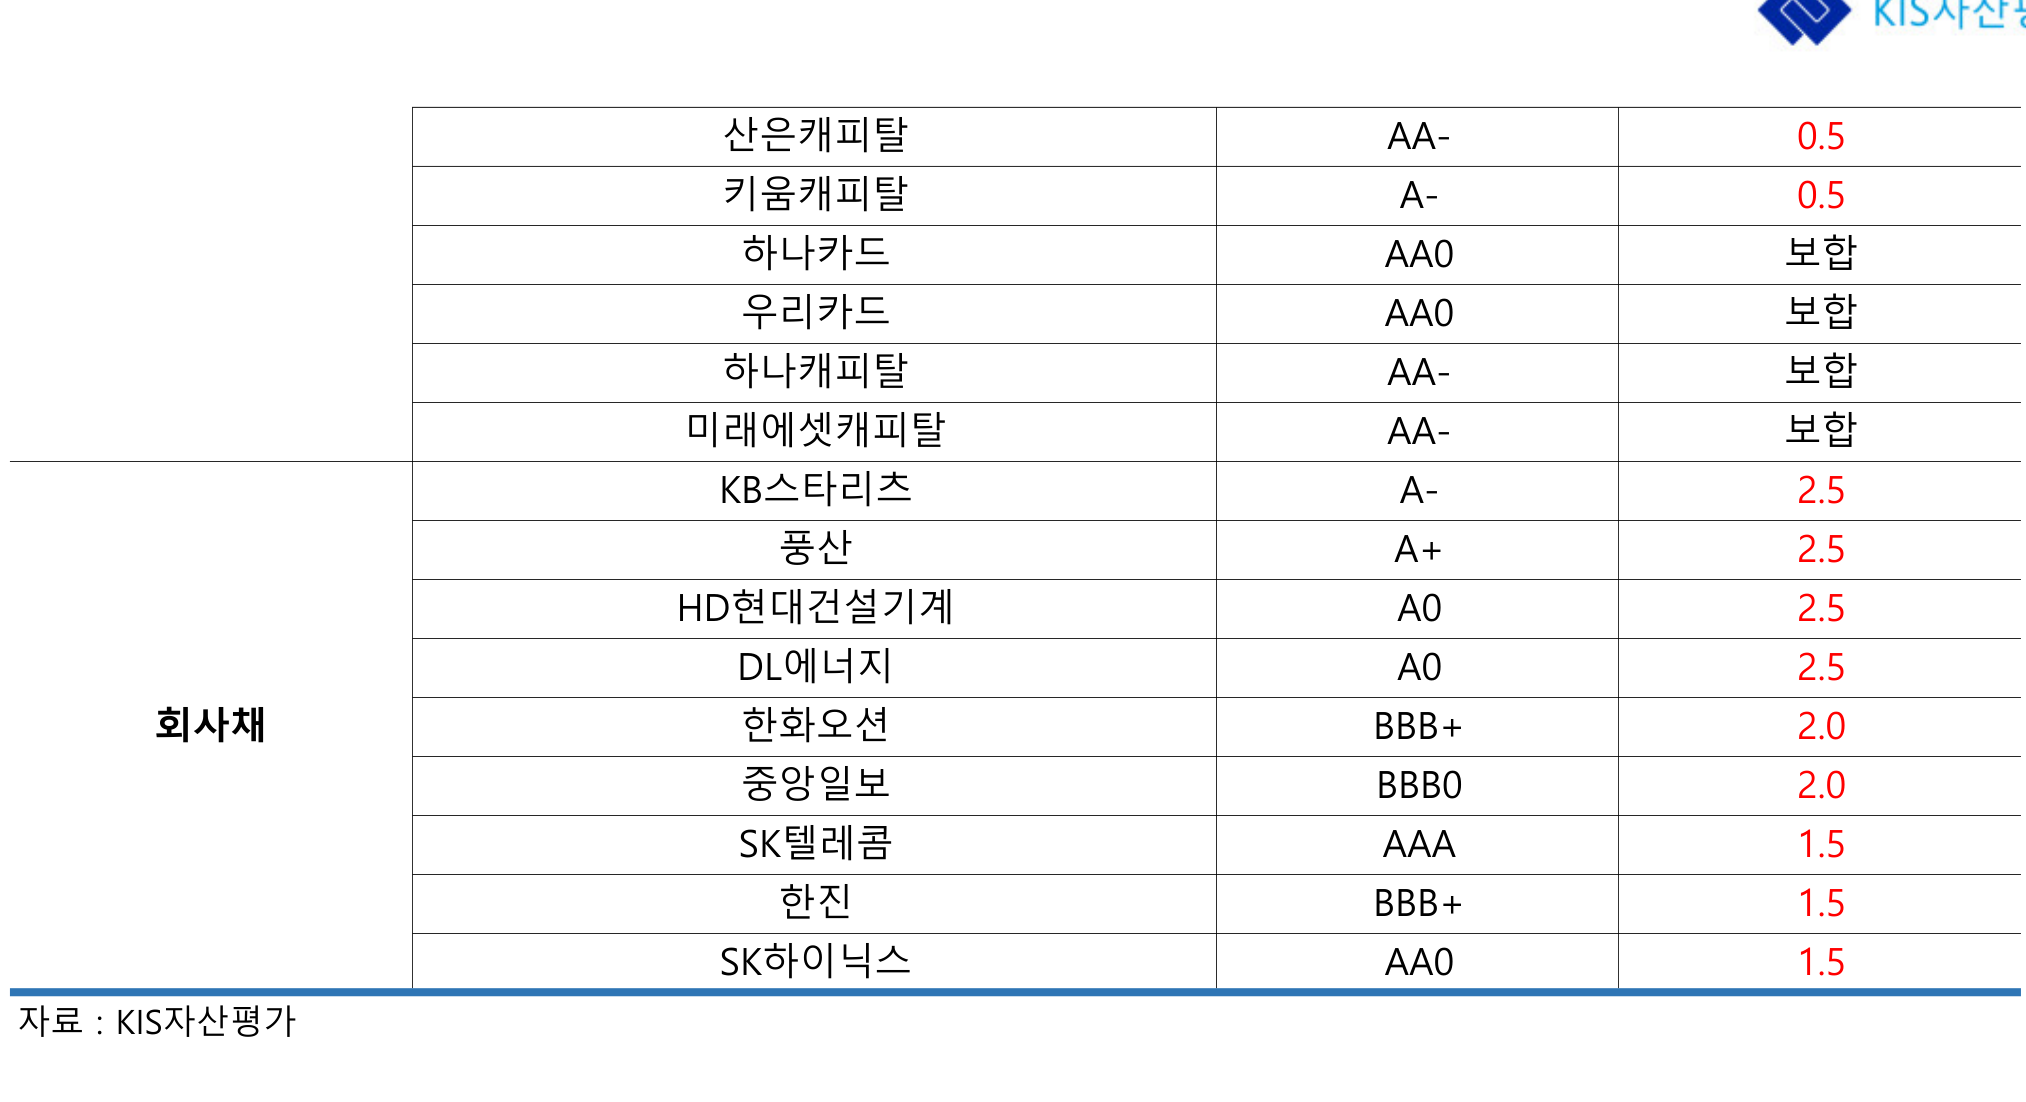 KIS자산평
산은캐피탈 AA- 0.5
키움캐피탈 A- 0.5
하나카드 AA0 보합
우리카드 AA0 보합
하나캐피탈 AA- 보합
미래에셋캐피탈 AA- 보합
KB스타리츠 A- 2.5
풍산 A+ 2.5
HD현대건설기계 A0 2.5
DL에너지 A0 2.5
회사채 한화오션 BBB+ 2.0
중앙일보 BBB0 2.0
SK텔레콤 AAA 1.5
한진 BBB+ 1.5
SK하이닉스 AA0 1.5
자료 : KIS자산평가